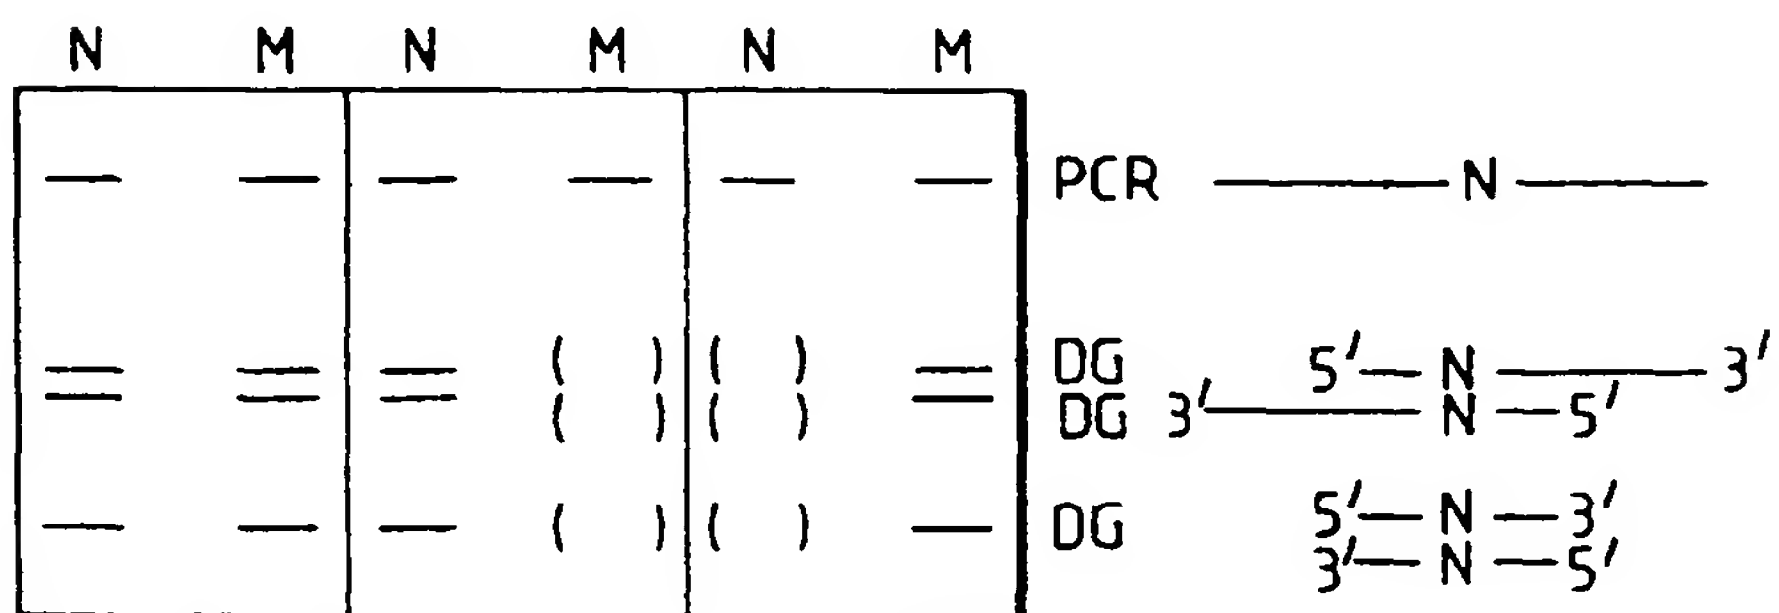 N M N M N M
PCR N
( ) ( ) DG 5′ N 3′
( ) ( ) DG 3′ N 5′
( ) ( ) DG 5′ N 3′
3′ N 5′